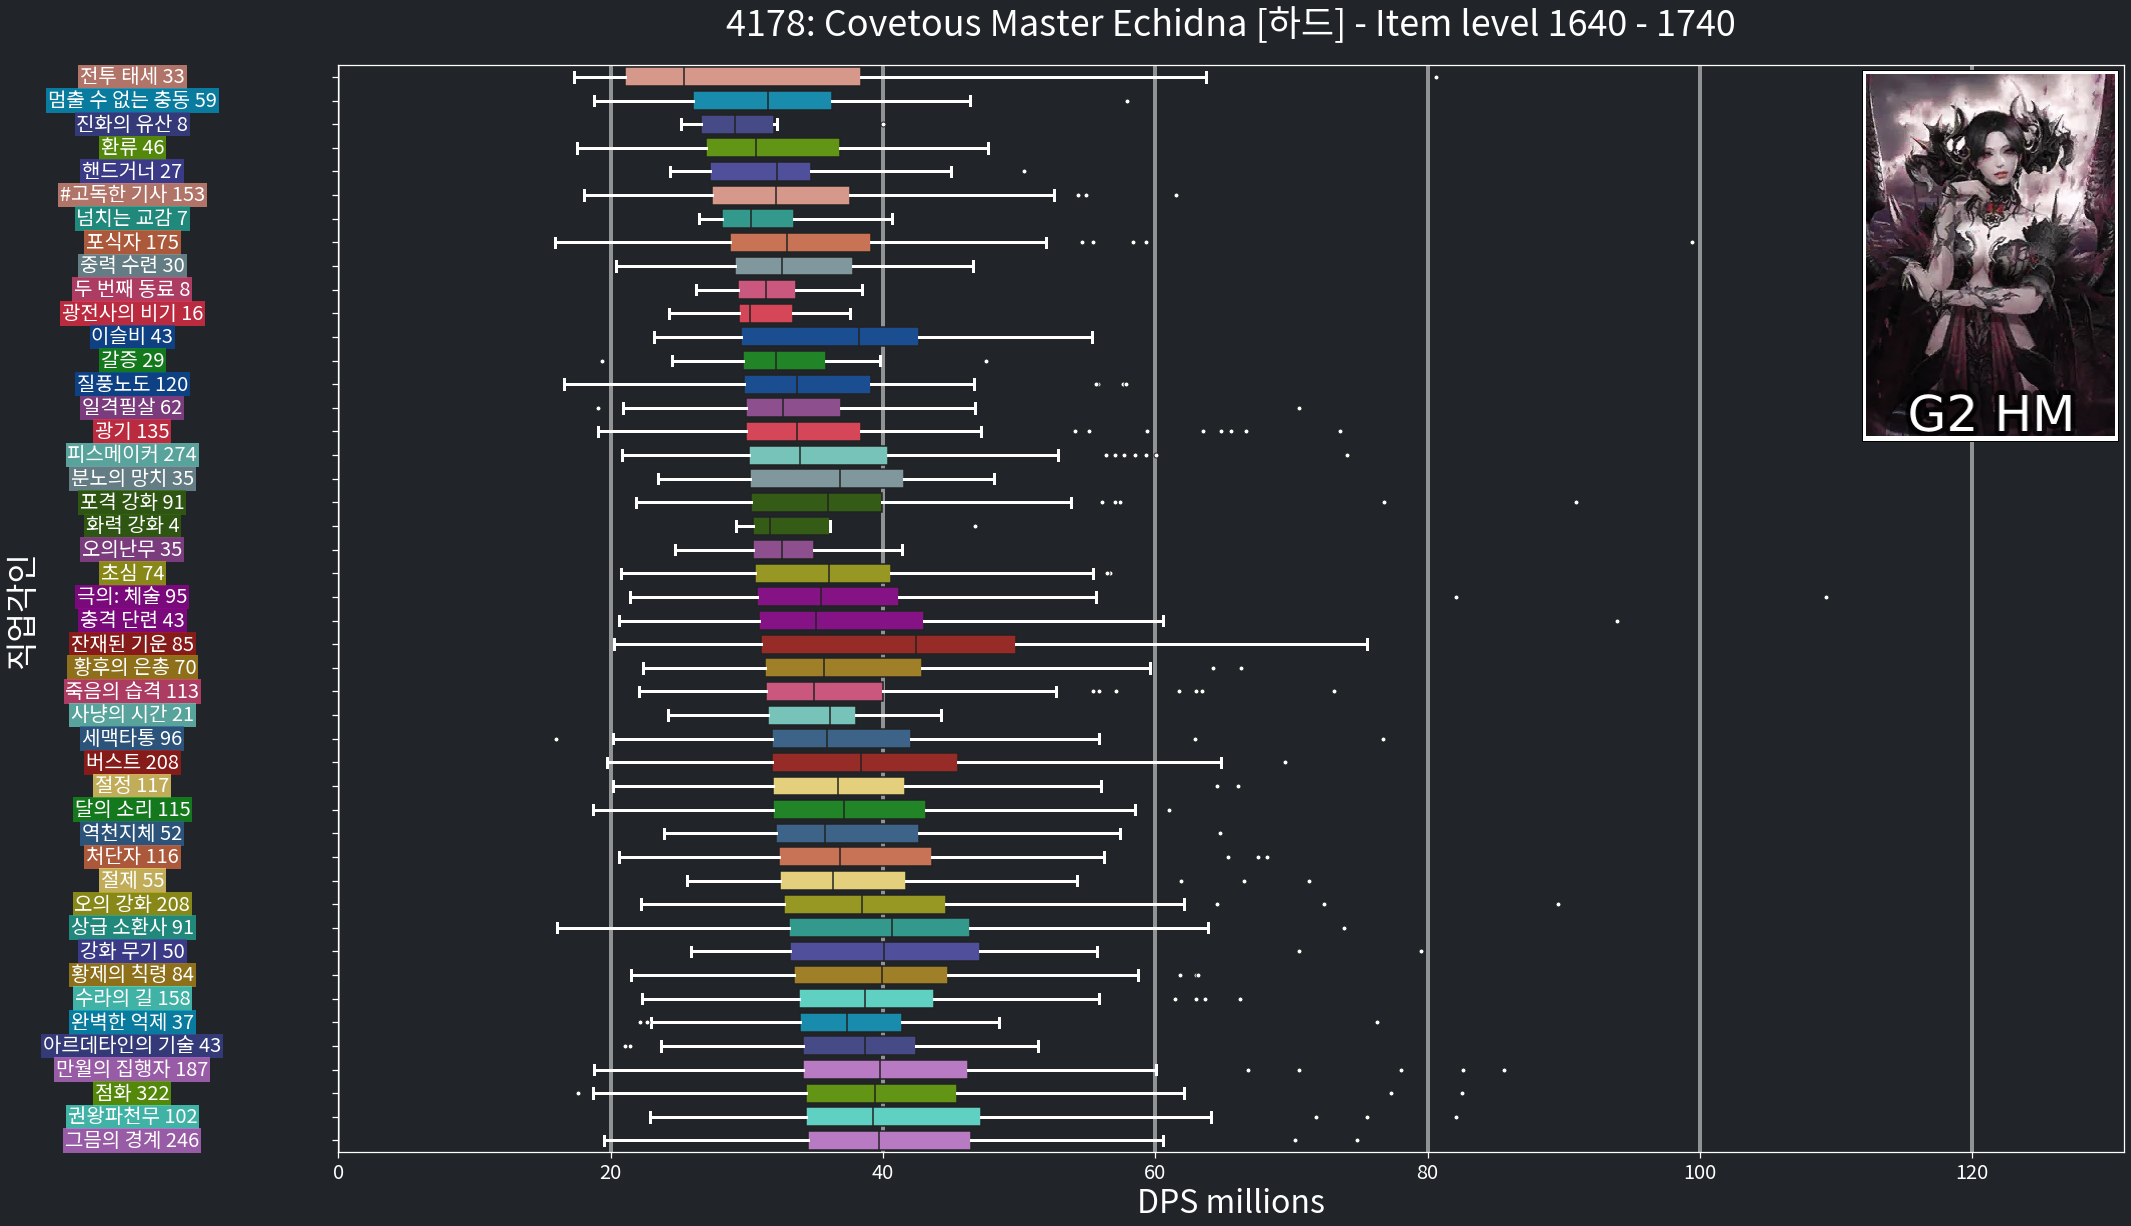 4178: Covetous Master Echidna [하드] - Item level 1640 - 1740
전투 태세 33
멈출 수 없는 충동 59
진화의 유산 8
환류 46
핸드거너 27
#고독한 기사 153
넘치는 교감 7
포식자 175
중력 수련 30
두 번째 동료 8
광전사의 비기 16
이슬비 43
갈증 29
질풍노도 120
일격필살 62
광기 135
피스메이커 274
분노의 망치 35
포격 강화 91
화력 강화 4
오의난무 35
초심 74
극의: 체술 95
충격 단련 43
잔재된 기운 85
황후의 은총 70
죽음의 습격 113
사냥의 시간 21
세맥타통 96
버스트 208
절정 117
달의 소리 115
역천지체 52
처단자 116
절제 55
오의 강화 208
상급 소환사 91
강화 무기 50
황제의 칙령 84
수라의 길 158
완벽한 억제 37
아르데타인의 기술 43
만월의 집행자 187
점화 322
권왕파천무 102
그믐의 경계 246
직업각인
G2 HM
0 20 40 60 80 100 120
DPS millions